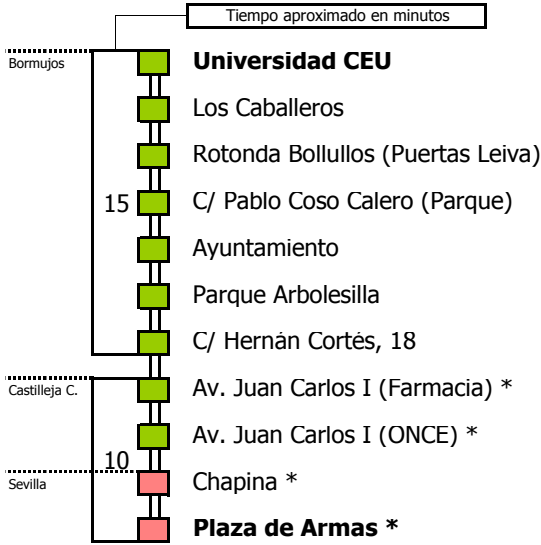 Tiempo aproximado en minutos
Bormujos
Universidad CEU
Los Caballeros
Rotonda Bollullos (Puertas Leiva)
15
C/ Pablo Coso Calero (Parque)
Ayuntamiento
Parque Arbolesilla
C/ Hernán Cortés, 18
Castilleja C.
Av. Juan Carlos I (Farmacia) *
Av. Juan Carlos I (ONCE) *
10
Sevilla
Chapina *
Plaza de Armas *